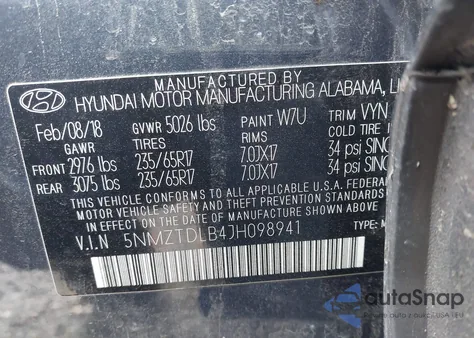 MANUFACTURED BY
HYUNDAI MOTOR MANUFACTURING ALABAMA,
Feb/08/18 GVWR 5026 lbs PAINT W7U TRIM VYN
GAWR TIRES RIMS COLD TIRE
FRONT 2976 lbs 235/65R17 7.0JX17 34 psi SING
REAR 3075 lbs 235/65R17 7.0JX17 34 psi SING
THIS VEHICLE CONFORMS TO ALL APPLICABLE U.S.A. FEDERAL
VEHICLE SAFETY AND THEFT PREVENTION STANDARDS
IN EFFECT ON THE DATE OF MANUFACTURE SHOWN ABOVE.
V.I.N 5NMZTDLB4JH098941 TYPE: M
autoSnap